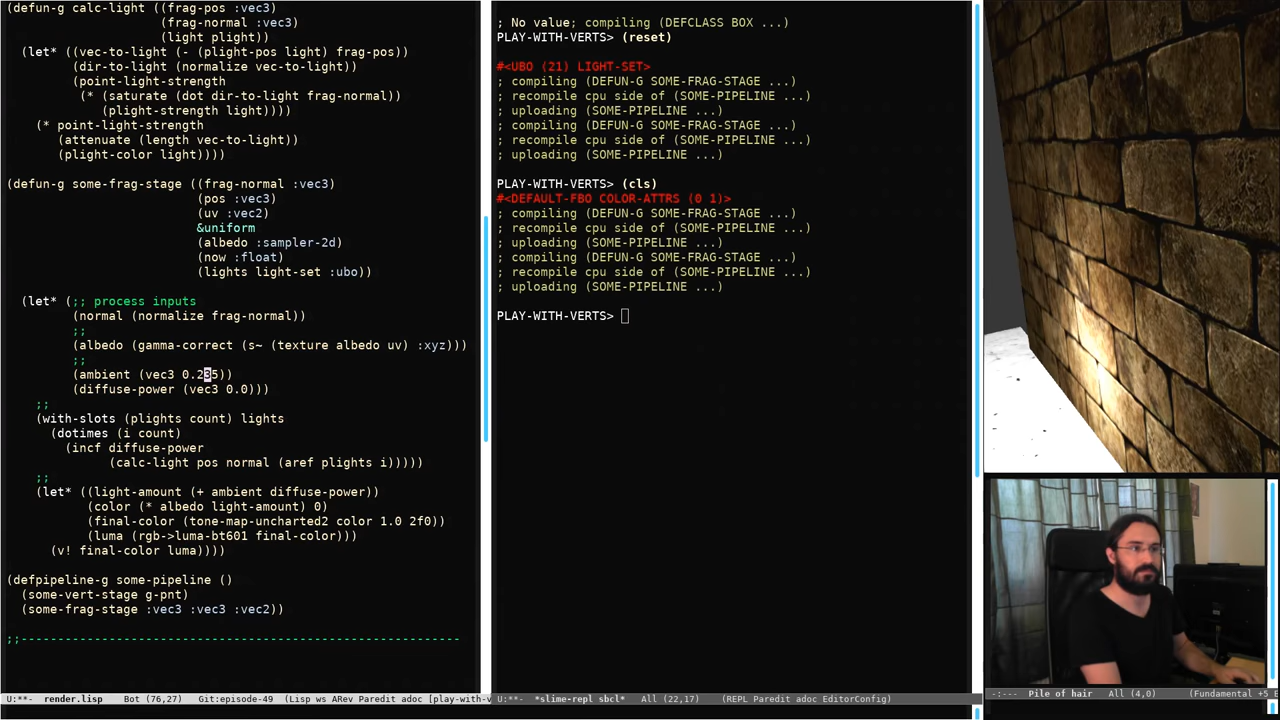 (defun-g calc-light ((frag-pos :vec3)
(frag-normal :vec3)
(light plight))
(let* ((vec-to-light (- (plight-pos light) frag-pos))
(dir-to-light (normalize vec-to-light))
(point-light-strength
(* (saturate (dot dir-to-light frag-normal))
(plight-strength light))))
(* point-light-strength
(attenuate (length vec-to-light))
(plight-color light))))
(defun-g some-frag-stage ((frag-normal :vec3)
(pos :vec3)
(uv :vec2)
&uniform
(albedo :sampler-2d)
(now :float)
(lights light-set :ubo))
(let* (;; process inputs
(normal (normalize frag-normal))
;;
(albedo (gamma-correct (s~ (texture albedo uv) :xyz)))
;;
(ambient (vec3 0.235))
(diffuse-power (vec3 0.0)))
;;
(with-slots (plights count) lights
(dotimes (i count)
(incf diffuse-power
(calc-light pos normal (aref plights i)))))
;;
(let* ((light-amount (+ ambient diffuse-power))
(color (* albedo light-amount) 0)
(final-color (tone-map-uncharted2 color 1.0 2f0))
(luma (rgb->luma-bt601 final-color)))
(v! final-color luma))))
(defpipeline-g some-pipeline ()
(some-vert-stage g-pnt)
(some-frag-stage :vec3 :vec3 :vec2))
;;------------------------------------------------------------
U:**-  render.lisp    Bot (76,27)    Git:episode-49  (Lisp ws ARev Paredit adoc [play-with-v
; No value; compiling (DEFCLASS BOX ...)
PLAY-WITH-VERTS> (reset)
#<UBO (21) LIGHT-SET>
; compiling (DEFUN-G SOME-FRAG-STAGE ...)
; recompile cpu side of (SOME-PIPELINE ...)
; uploading (SOME-PIPELINE ...)
; compiling (DEFUN-G SOME-FRAG-STAGE ...)
; recompile cpu side of (SOME-PIPELINE ...)
; uploading (SOME-PIPELINE ...)
PLAY-WITH-VERTS> (cls)
#<DEFAULT-FBO COLOR-ATTRS (0 1)>
; compiling (DEFUN-G SOME-FRAG-STAGE ...)
; recompile cpu side of (SOME-PIPELINE ...)
; uploading (SOME-PIPELINE ...)
; compiling (DEFUN-G SOME-FRAG-STAGE ...)
; recompile cpu side of (SOME-PIPELINE ...)
; uploading (SOME-PIPELINE ...)
PLAY-WITH-VERTS>
U:**-  *slime-repl sbcl*   All (22,17)    (REPL Paredit adoc EditorConfig)
-:---  Pile of hair   All (4,0)      (Fundamental +5 E